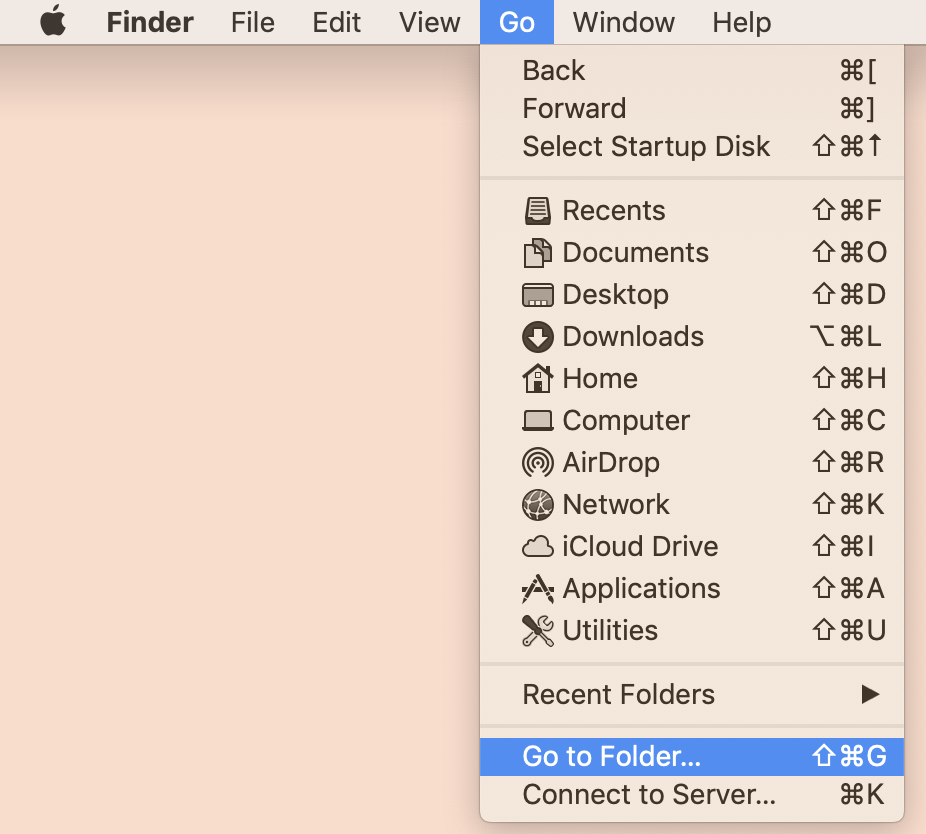 Finder File Edit View Go Window Help
Back ⌘[
Forward ⌘]
Select Startup Disk ⇧⌘↑
Recents ⇧⌘F
Documents ⇧⌘O
Desktop ⇧⌘D
Downloads ⌥⌘L
Home ⇧⌘H
Computer ⇧⌘C
AirDrop ⇧⌘R
Network ⇧⌘K
iCloud Drive ⇧⌘I
Applications ⇧⌘A
Utilities ⇧⌘U
Recent Folders ▶
Go to Folder... ⇧⌘G
Connect to Server... ⌘K